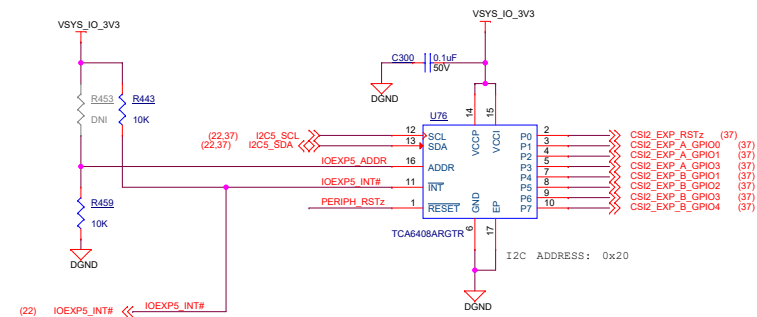 VSYS_IO_3V3
VSYS_IO_3V3
C300 0.1uF
50V
DGND
R453
DNI
R443
10K
U76
14
15
VCCP
VCCI
(22,37) I2C5_SCL 12 SCL
(22,37) I2C5_SDA 13 SDA
IOEXP5_ADDR 16 ADDR
IOEXP5_INT# 11 INT
PERIPH_RSTz 1 RESET
P0 2 CSI2_EXP_RSTz (37)
P1 3 CSI2_EXP_A_GPIO0 (37)
P2 4 CSI2_EXP_A_GPIO1 (37)
P3 5 CSI2_EXP_A_GPIO3 (37)
P4 7 CSI2_EXP_B_GPIO1 (37)
P5 8 CSI2_EXP_B_GPIO2 (37)
P6 9 CSI2_EXP_B_GPIO3 (37)
P7 10 CSI2_EXP_B_GPIO4 (37)
GND
EP
6
17
R459
10K
DGND
TCA6408ARGTR
I2C ADDRESS: 0x20
DGND
(22) IOEXP5_INT# IOEXP5_INT#